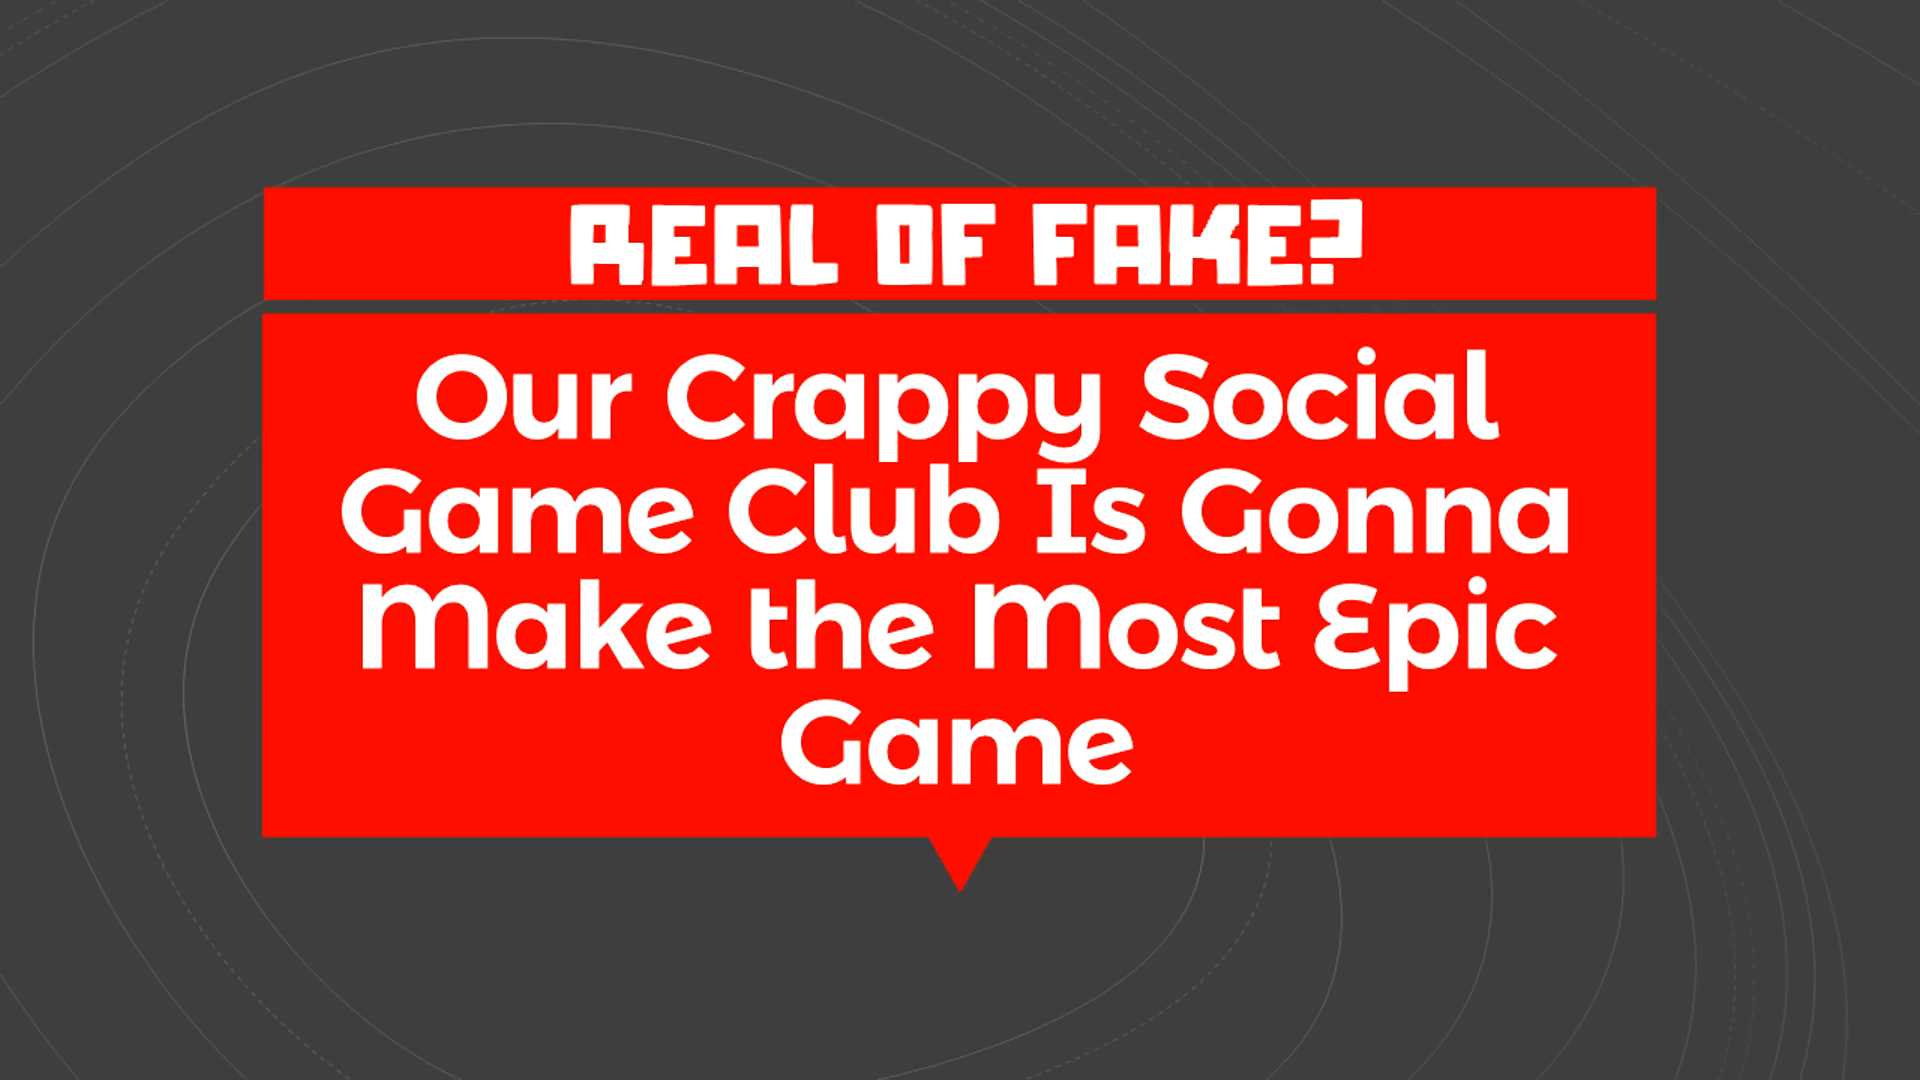 REAL OF FAKE?
Our Crappy Social
Game Club Is Gonna
Make the Most Epic
Game